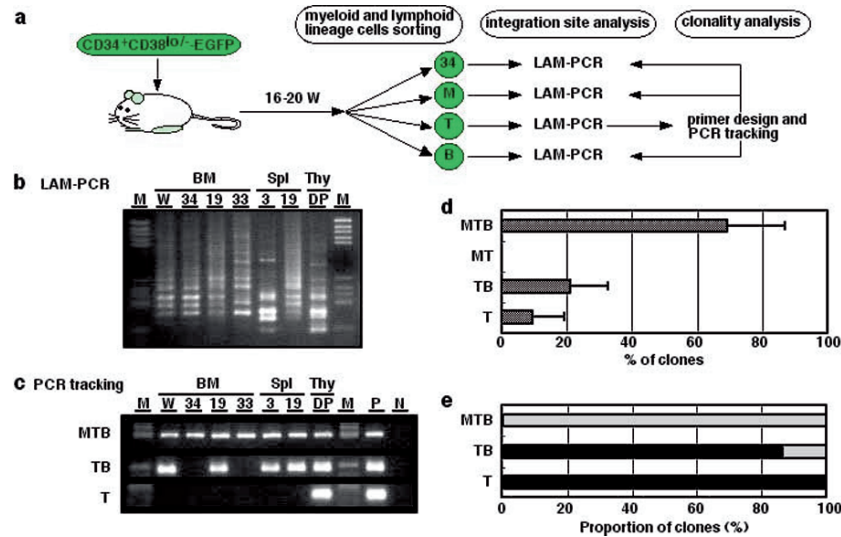 a
myeloid and lymphoid
lineage cells sorting
integration site analysis
clonality analysis
CD34+CD38lo/--EGFP
16-20 W
34
LAM-PCR
M
LAM-PCR
T
LAM-PCR
B
LAM-PCR
primer design and
PCR tracking
b
LAM-PCR
BM
Spl
Thy
M W 34 19 33 3 19 DP M
c
PCR tracking
BM
Spl
Thy
M W 34 19 33 3 19 DP M P N
MTB
TB
T
d
MTB
MT
TB
T
0 20 40 60 80 100
% of clones
e
MTB
TB
T
0 20 40 60 80 100
Proportion of clones (%)